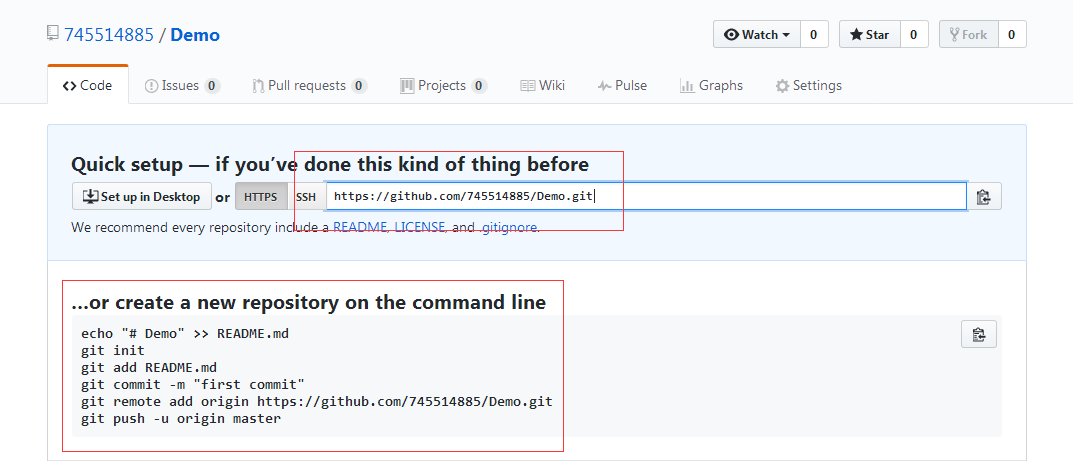 745514885 / Demo
Watch 0 Star 0 Fork 0
Code Issues 0 Pull requests 0 Projects 0 Wiki Pulse Graphs Settings
Quick setup — if you’ve done this kind of thing before
Set up in Desktop or HTTPS SSH https://github.com/745514885/Demo.git
We recommend every repository include a README, LICENSE, and .gitignore.
…or create a new repository on the command line
echo "# Demo" >> README.md
git init
git add README.md
git commit -m "first commit"
git remote add origin https://github.com/745514885/Demo.git
git push -u origin master